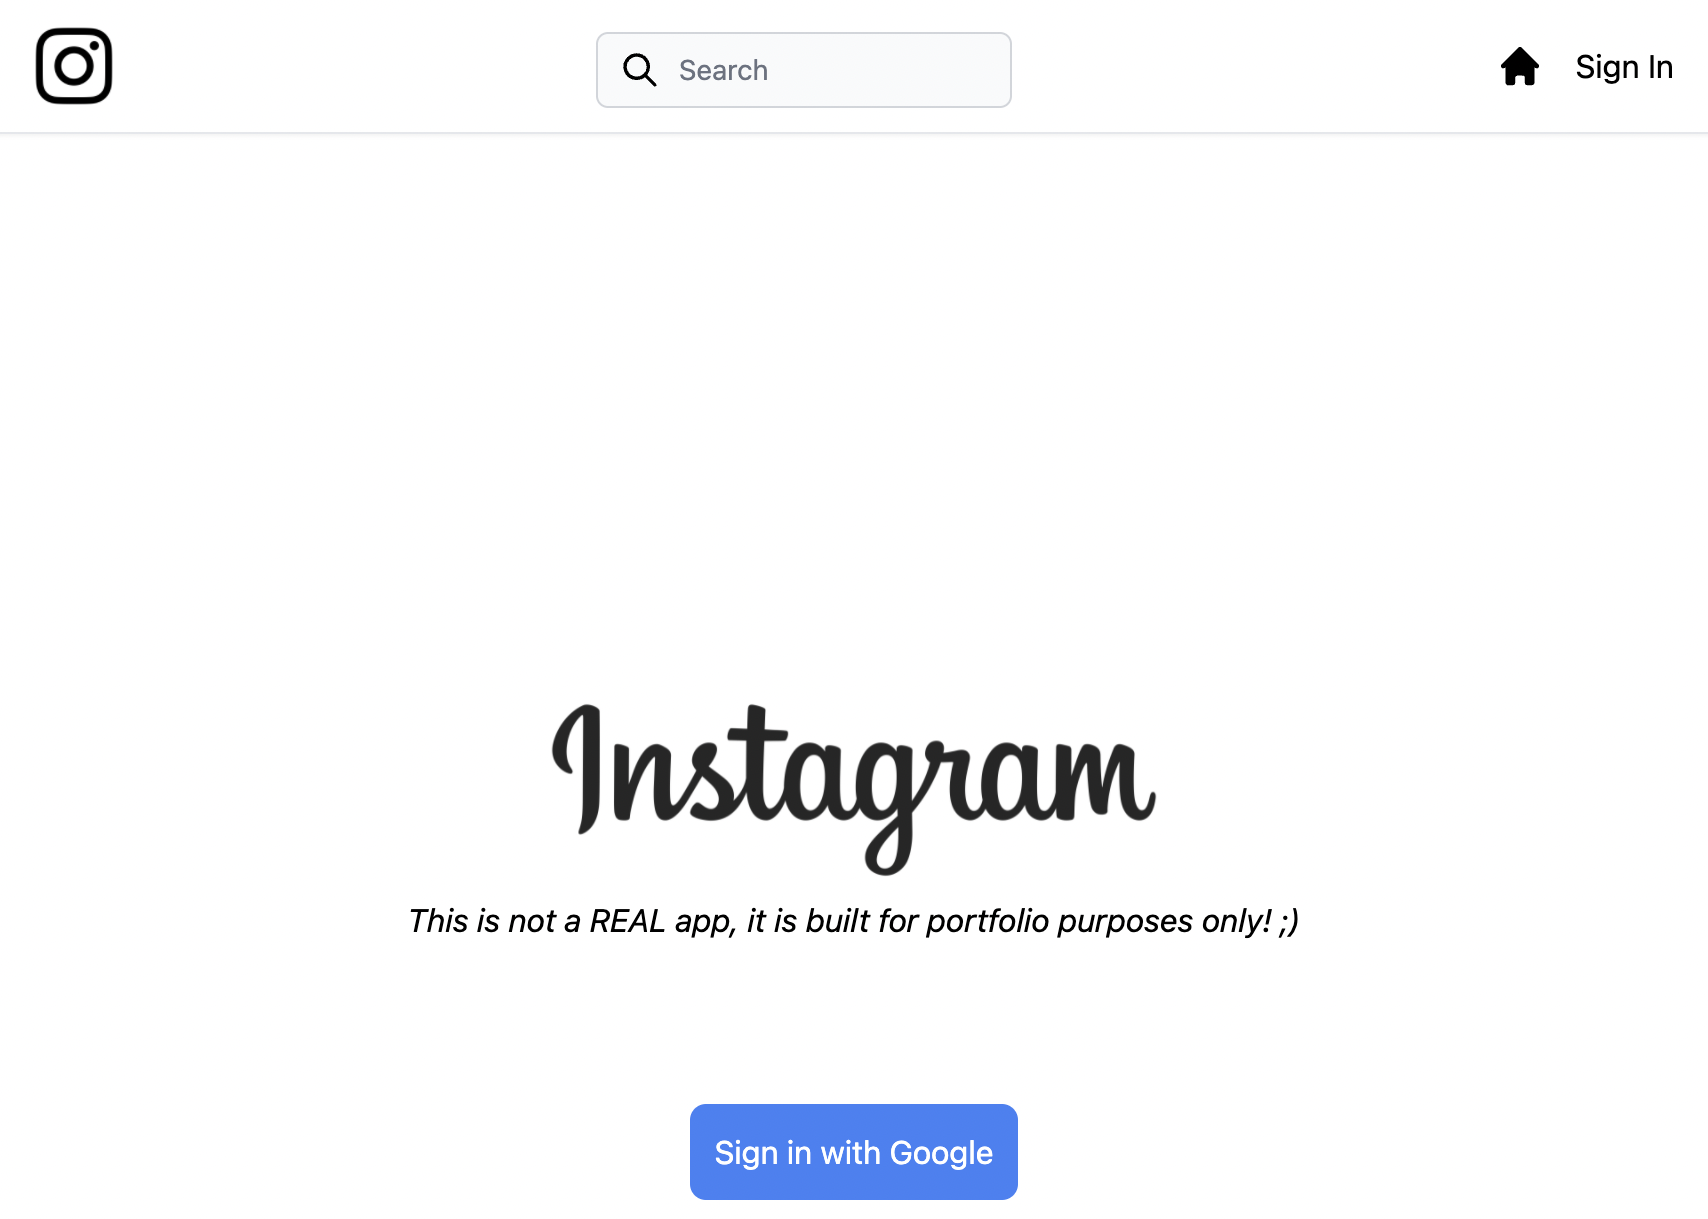 Search
Sign In
Instagram
This is not a REAL app, it is built for portfolio purposes only! ;)
Sign in with Google